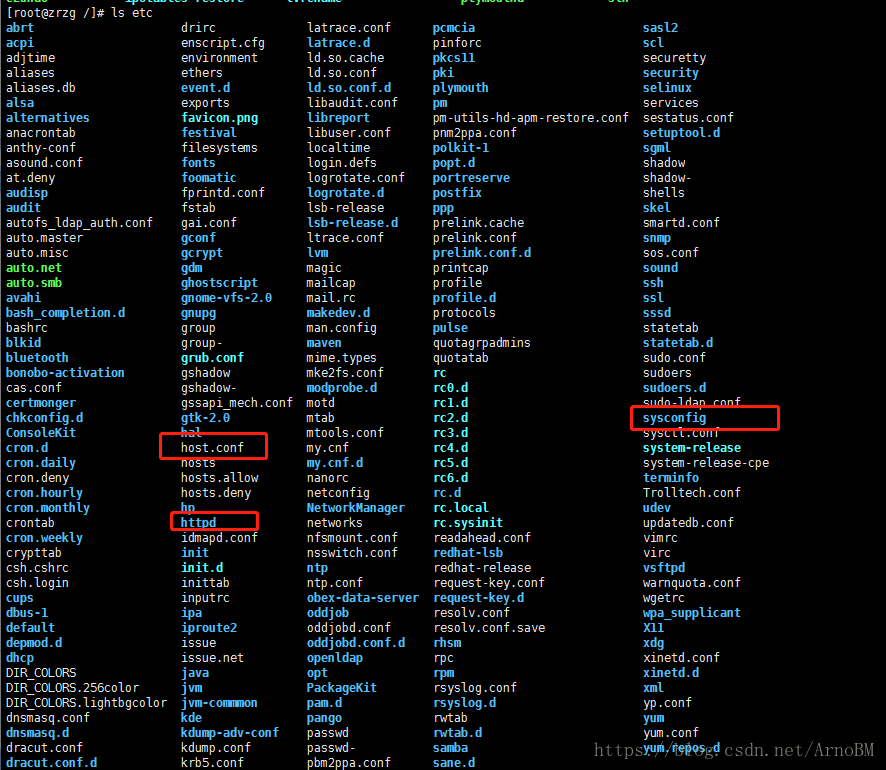 [root@zrzg /]# ls etc
abrt drirc latrace.conf pcmcia sasl2
acpi enscript.cfg latrace.d pinforc scl
adjtime environment ld.so.cache pkcs11 securetty
aliases ethers ld.so.conf pki security
aliases.db event.d ld.so.conf.d plymouth selinux
alsa exports libaudit.conf pm services
alternatives favicon.png libreport pm-utils-hd-apm-restore.conf sestatus.conf
anacrontab festival libuser.conf pnm2ppa.conf setuptool.d
anthy-conf filesystems localtime polkit-1 sgml
asound.conf fonts login.defs popt.d shadow
at.deny foomatic logrotate.conf portreserve shadow-
audisp fprintd.conf logrotate.d postfix shells
audit fstab lsb-release ppp skel
autofs_ldap_auth.conf gai.conf lsb-release.d prelink.cache smartd.conf
auto.master gconf ltrace.conf prelink.conf snmp
auto.misc gcrypt lvm prelink.conf.d sos.conf
auto.net gdm magic printcap sound
auto.smb ghostscript mailcap profile ssh
avahi gnome-vfs-2.0 mail.rc profile.d ssl
bash_completion.d gnupg makedev.d protocols sssd
bashrc group man.config pulse statetab
blkid group- maven quotagrpadmins statetab.d
bluetooth grub.conf mime.types quotatab sudo.conf
bonobo-activation gshadow mke2fs.conf rc sudoers
cas.conf gshadow- modprobe.d rc0.d sudoers.d
certmonger gssapi_mech.conf motd rc1.d sudo-ldap.conf
chkconfig.d gtk-2.0 mtab rc2.d sysconfig
ConsoleKit hal mtools.conf rc3.d sysctl.conf
cron.d host.conf my.cnf rc4.d system-release
cron.daily hosts my.cnf.d rc5.d system-release-cpe
cron.deny hosts.allow nanorc rc6.d terminfo
cron.hourly hosts.deny netconfig rc.d Trolltech.conf
cron.monthly hp NetworkManager rc.local udev
crontab httpd networks rc.sysinit updatedb.conf
cron.weekly idmapd.conf nfsmount.conf readahead.conf vimrc
crypttab init nsswitch.conf redhat-lsb virc
csh.cshrc init.d ntp redhat-release vsftpd
csh.login inittab ntp.conf request-key.conf warnquota.conf
cups inputrc obex-data-server request-key.d wgetrc
dbus-1 ipa oddjob resolv.conf wpa_supplicant
default iproute2 oddjobd.conf resolv.conf.save X11
depmod.d issue oddjobd.conf.d rhsm xdg
dhcp issue.net openldap rpc xinetd.conf
DIR_COLORS java opt rpm xinetd.d
DIR_COLORS.256color jvm PackageKit rsyslog.conf xml
DIR_COLORS.lightbgcolor jvm-commmon pam.d rsyslog.d yp.conf
dnsmasq.conf kde pango rwtab yum
dnsmasq.d kdump-adv-conf passwd rwtab.d yum.conf
dracut.conf kdump.conf passwd- samba yum.repos.d
dracut.conf.d krb5.conf pbm2ppa.conf sane.d
https://blog.csdn.net/ArnoBM